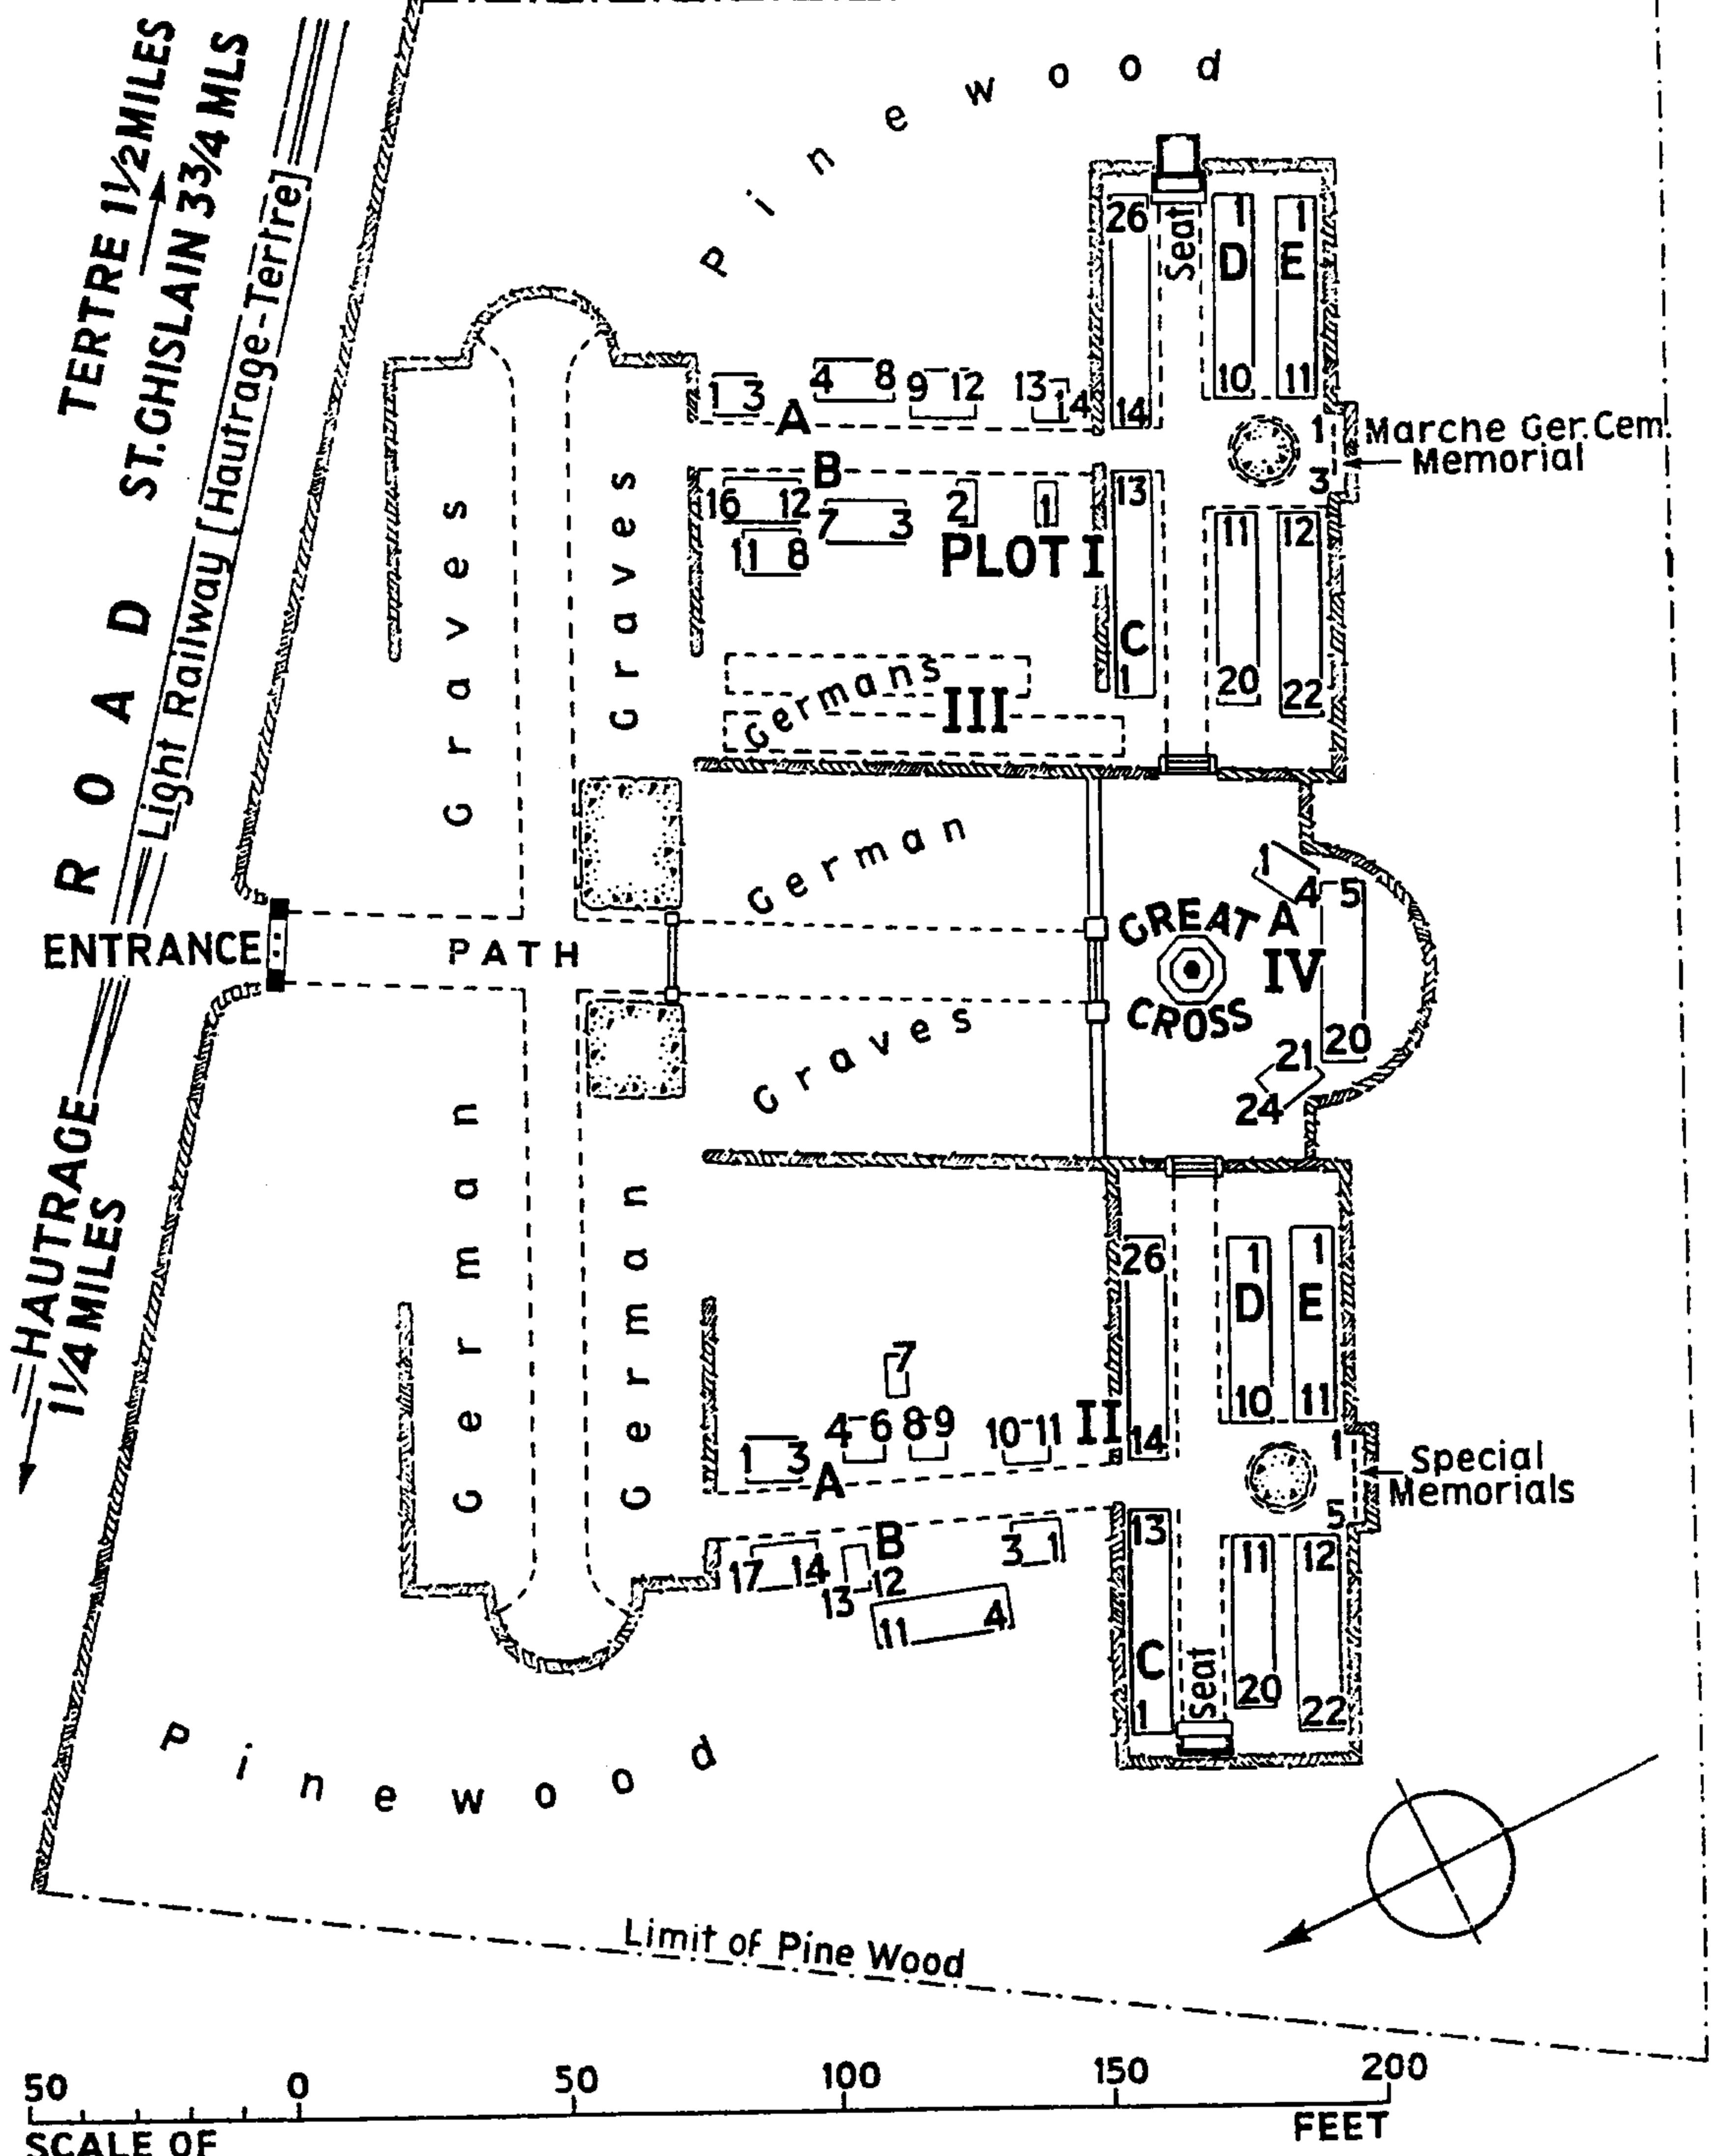 TERTRE 1 1/2 MILES
ST. GHISLAIN 3 3/4 MLS
ROAD
Light Railway [Hautrage-Tertre]
Pinewood
26
Seat
1
D
10
1
E
11
14
1 3
4 8
9 12
13 14
A
B
16 12
7 3
2
1
11 8
PLOT I
13
C
1
1
3
Marche Ger. Cem.
Memorial
11
20
12
22
Graves
Graves
Germans
III
German
Graves
ENTRANCE
PATH
GREAT
CROSS
A
IV
1
4
5
20
21
24
HAUTRAGE
1 1/4 MILES
German
German
26
14
1
D
10
1
E
11
7
1 3
4-6
8-9
10-11
II
A
B
17 14
13 12
11 4
3 1
13
C
1
Seat
1
5
Special
Memorials
11
20
12
22
Pinewood
Limit of Pine Wood
50 0 50 100 150 200
SCALE OF FEET